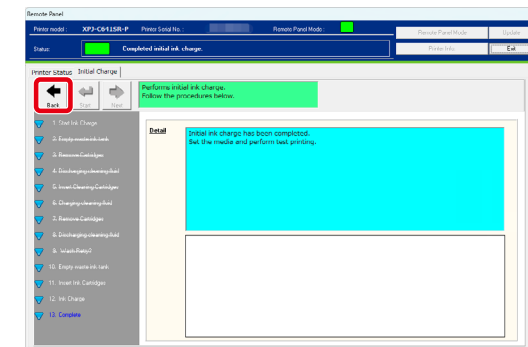 Remote Panel
Printer model : XPJ-C641SR-P Printer Serial No. : Remote Panel Mode : Remote Panel Mode Update
Status: Completed initial ink charge. Printer Info. Exit
Printer Status Initial Charge
Back Start Next
Performs initial ink charge.
Follow the procedures below.
1. Start Ink Charge
2. Empty waste ink tank
3. Remove Cartridges
4. Discharging cleaning fluid
5. Insert Cleaning Cartridges
6. Charging cleaning fluid
7. Remove Cartridges
8. Discharging cleaning fluid
9. Wash Retry?
10. Empty waste ink tank
11. Insert Ink Cartridges
12. Ink Charge
13. Complete
Detail
Initial ink charge has been completed.
Set the media and perform test printing.